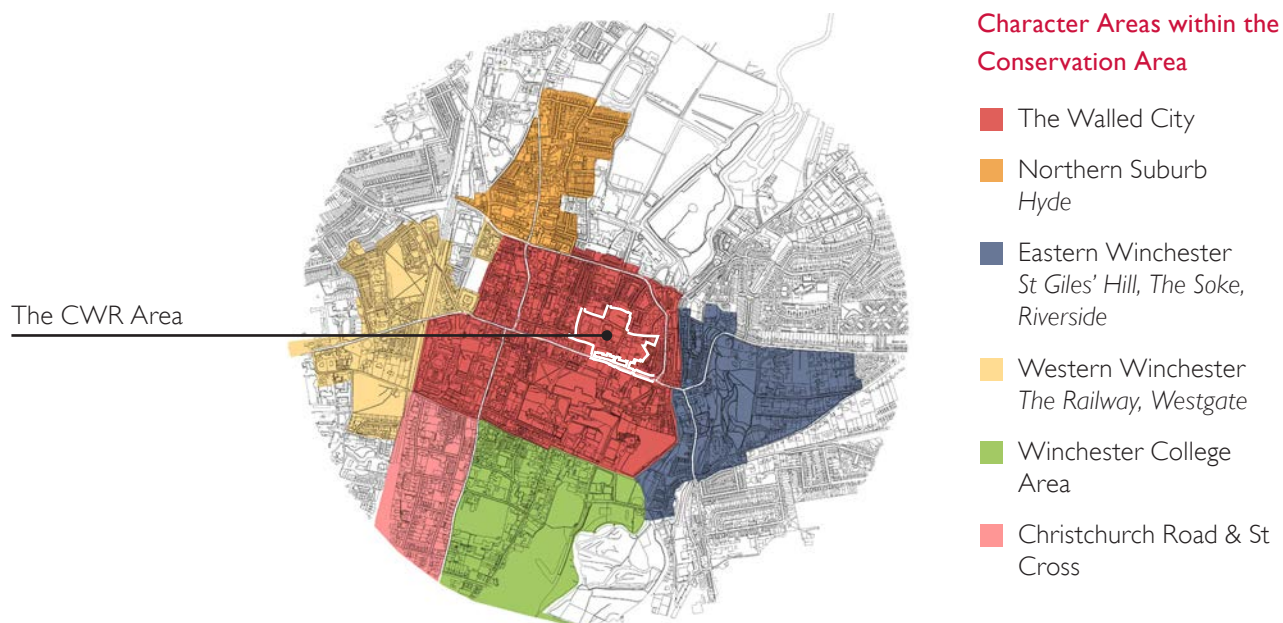 The CWR Area
Character Areas within the
Conservation Area
The Walled City
Northern Suburb
Hyde
Eastern Winchester
St Giles' Hill, The Soke,
Riverside
Western Winchester
The Railway, Westgate
Winchester College
Area
Christchurch Road & St
Cross